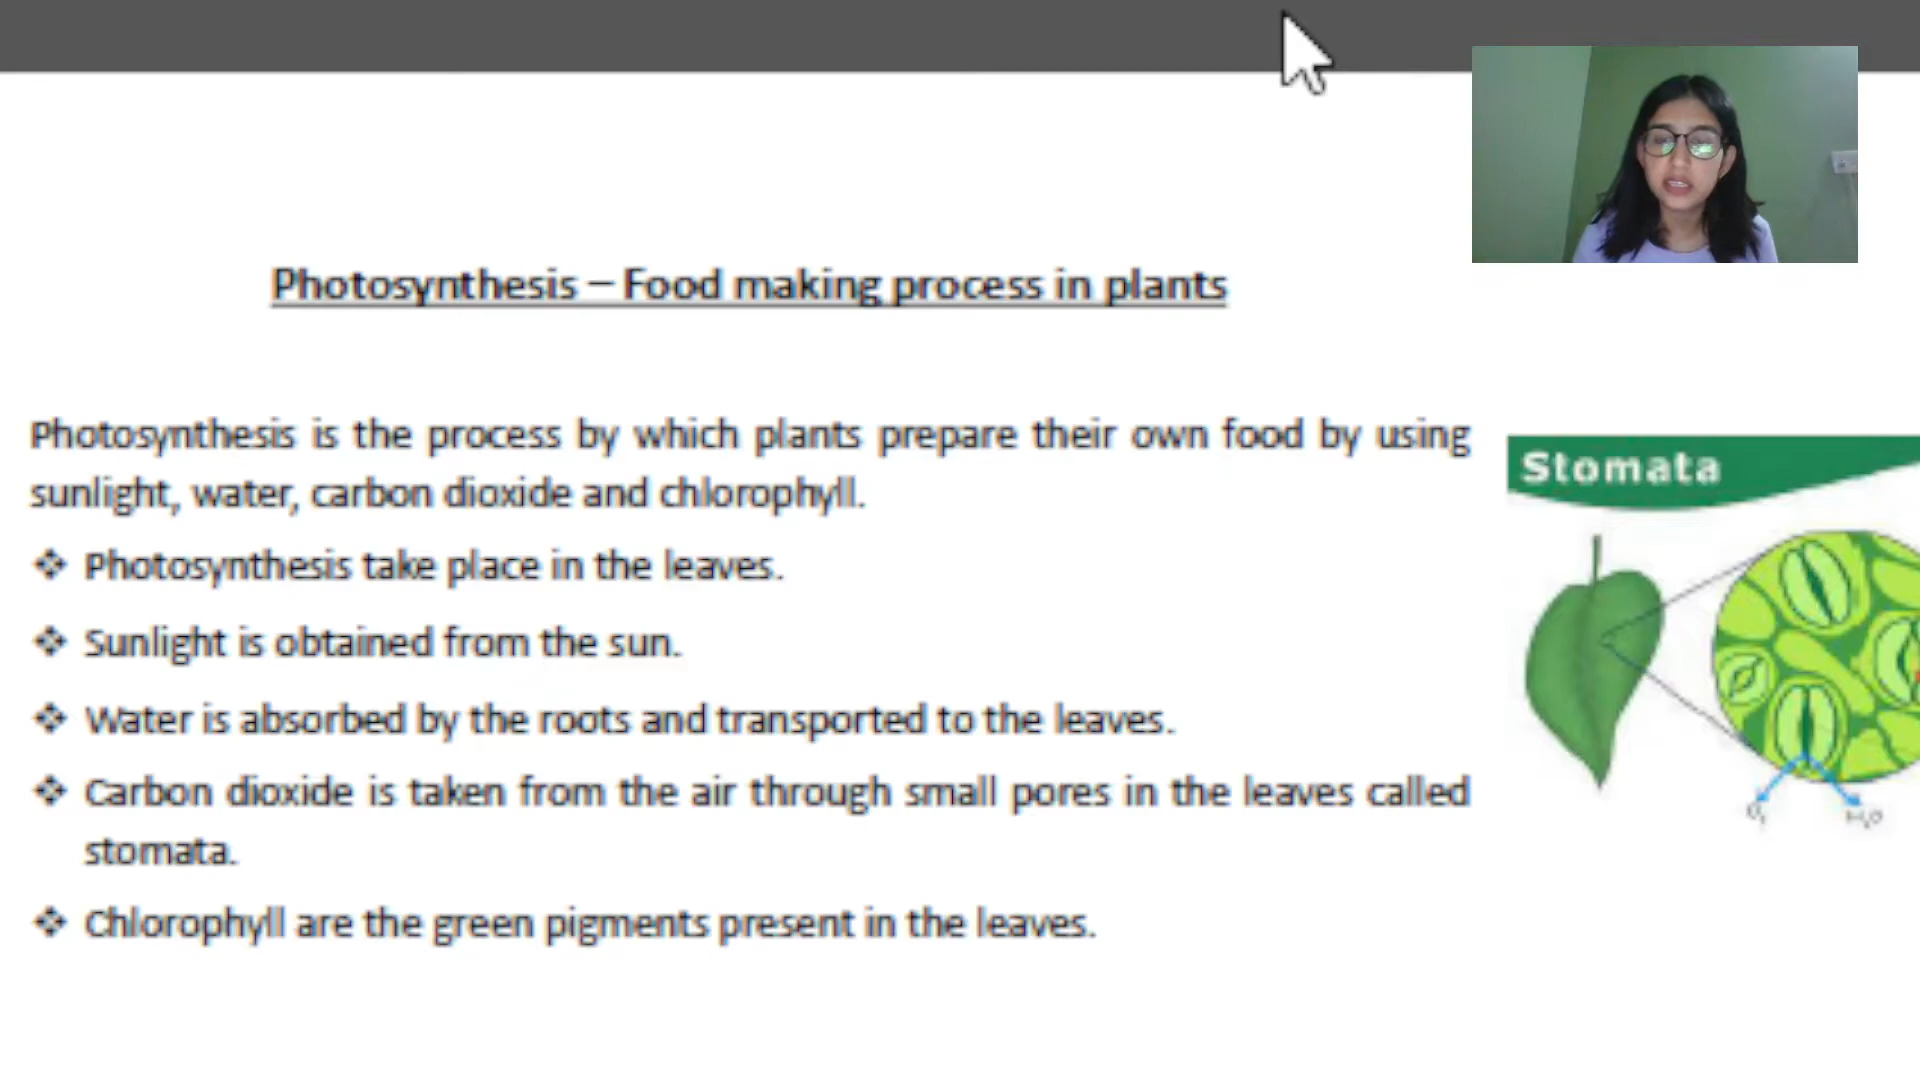 Photosynthesis – Food making process in plants
Photosynthesis is the process by which plants prepare their own food by using
sunlight, water, carbon dioxide and chlorophyll.
❖ Photosynthesis take place in the leaves.
❖ Sunlight is obtained from the sun.
❖ Water is absorbed by the roots and transported to the leaves.
❖ Carbon dioxide is taken from the air through small pores in the leaves called
stomata.
❖ Chlorophyll are the green pigments present in the leaves.
Stomata
O₂
H₂O